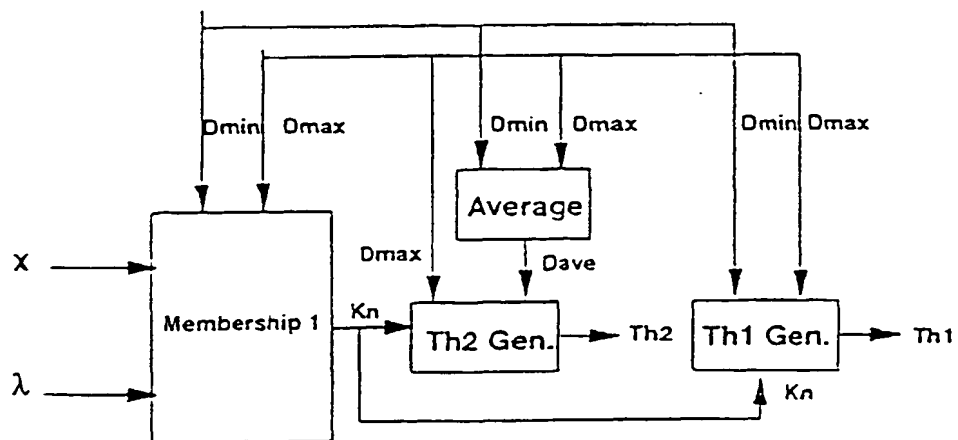 Dmin Dmax
Dmin Dmax
Dmin Dmax
Average
X
Dmax
Dave
Membership 1
Kn
Th2 Gen.
Th2
Th1 Gen.
Th1
λ
Kn